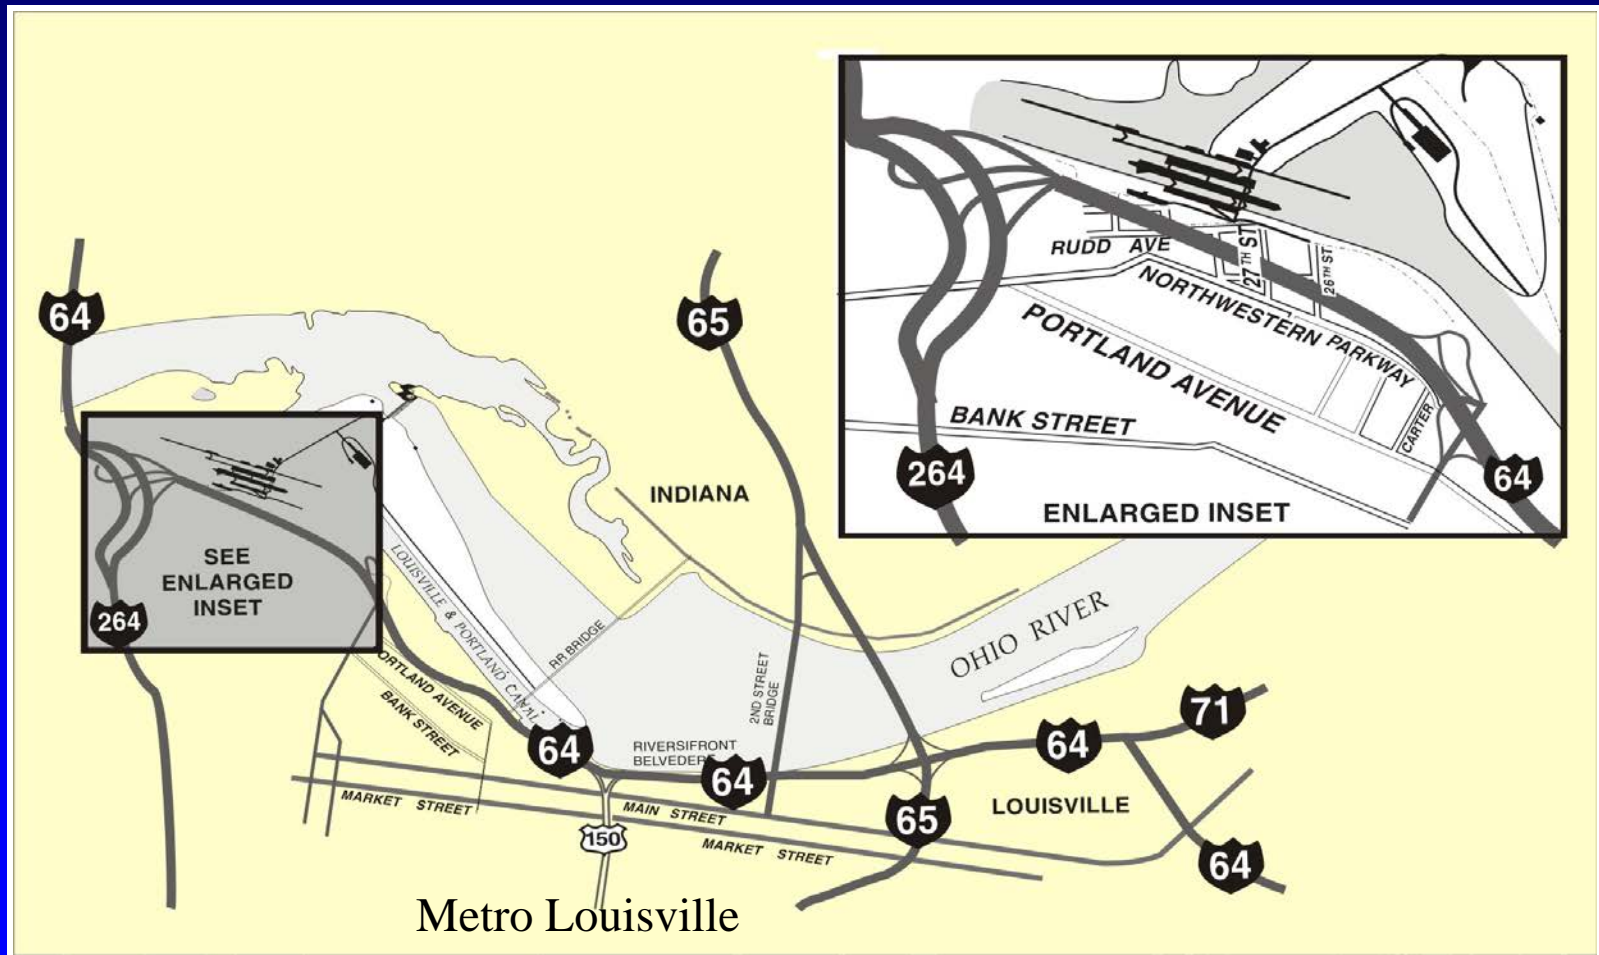 64
65
INDIANA
SEE
ENLARGED
INSET
264
LOUISVILLE & PORTLAND CANAL
RR BRIDGE
2ND STREET
BRIDGE
OHIO RIVER
PORTLAND AVENUE
BANK STREET
64
RIVERSIFRONT
BELVEDERE
64
64
71
MARKET STREET
MAIN STREET
MARKET STREET
150
65
LOUISVILLE
64
Metro Louisville
RUDD AVE
27TH ST
26TH ST
NORTHWESTERN PARKWAY
PORTLAND AVENUE
BANK STREET
CARTER
264
64
ENLARGED INSET